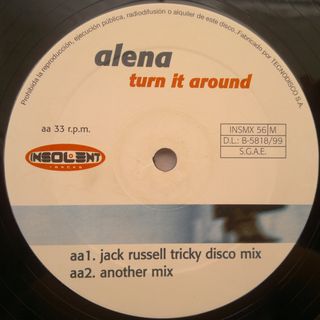 Prohibida la reproducción, ejecución pública, radiodifusión o alquiler de este disco. Fabricado por TECNODISCO S.A.
alena
turn it around
aa 33 r.p.m.
INSMX 56 M
D.L.: B-5818/99
S.G.A.E.
INSOLENT
TRACKS
aa1. jack russell tricky disco mix
aa2. another mix